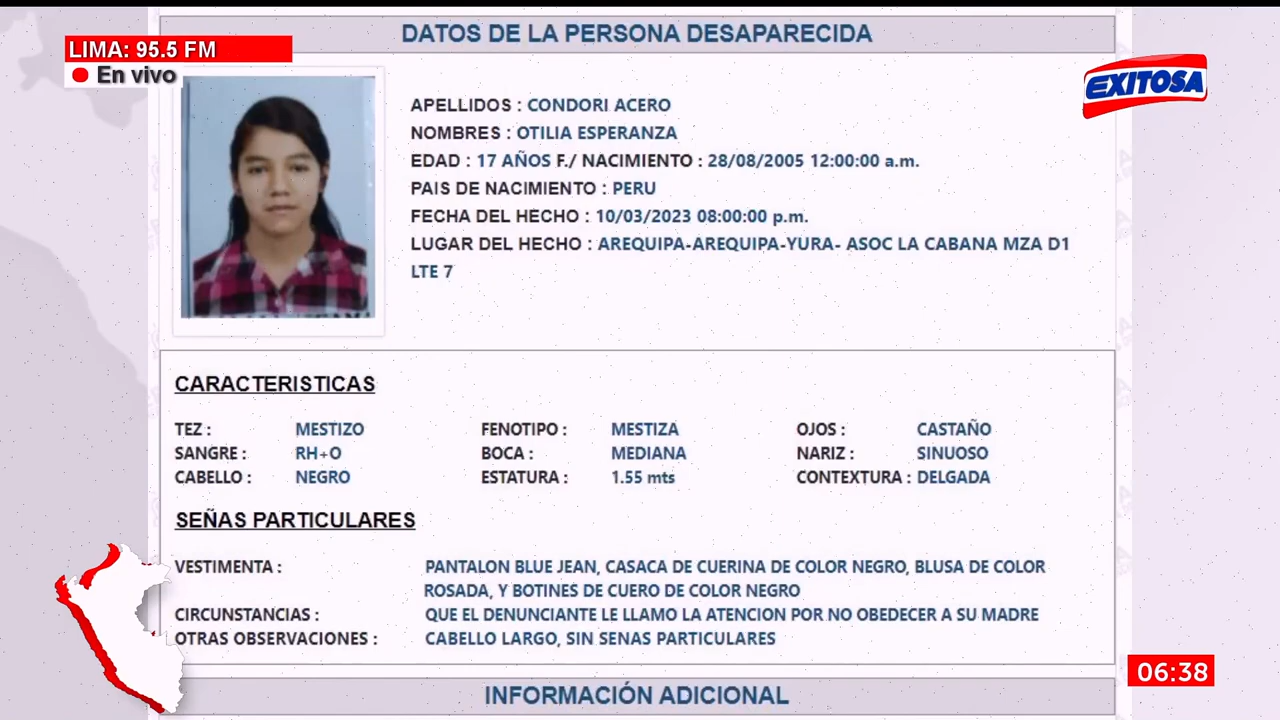 DATOS DE LA PERSONA DESAPARECIDA
LIMA: 95.5 FM
En vivo
EXITOSA
APELLIDOS : CONDORI ACERO
NOMBRES : OTILIA ESPERANZA
EDAD : 17 AÑOS F./ NACIMIENTO : 28/08/2005 12:00:00 a.m.
PAIS DE NACIMIENTO : PERU
FECHA DEL HECHO : 10/03/2023 08:00:00 p.m.
LUGAR DEL HECHO : AREQUIPA-AREQUIPA-YURA- ASOC LA CABANA MZA D1
LTE 7
CARACTERISTICAS
TEZ : MESTIZO FENOTIPO : MESTIZA OJOS : CASTAÑO
SANGRE : RH+O BOCA : MEDIANA NARIZ : SINUOSO
CABELLO : NEGRO ESTATURA : 1.55 mts CONTEXTURA : DELGADA
SEÑAS PARTICULARES
VESTIMENTA : PANTALON BLUE JEAN, CASACA DE CUERINA DE COLOR NEGRO, BLUSA DE COLOR
ROSADA, Y BOTINES DE CUERO DE COLOR NEGRO
CIRCUNSTANCIAS : QUE EL DENUNCIANTE LE LLAMO LA ATENCION POR NO OBEDECER A SU MADRE
OTRAS OBSERVACIONES : CABELLO LARGO, SIN SENAS PARTICULARES
06:38
INFORMACIÓN ADICIONAL